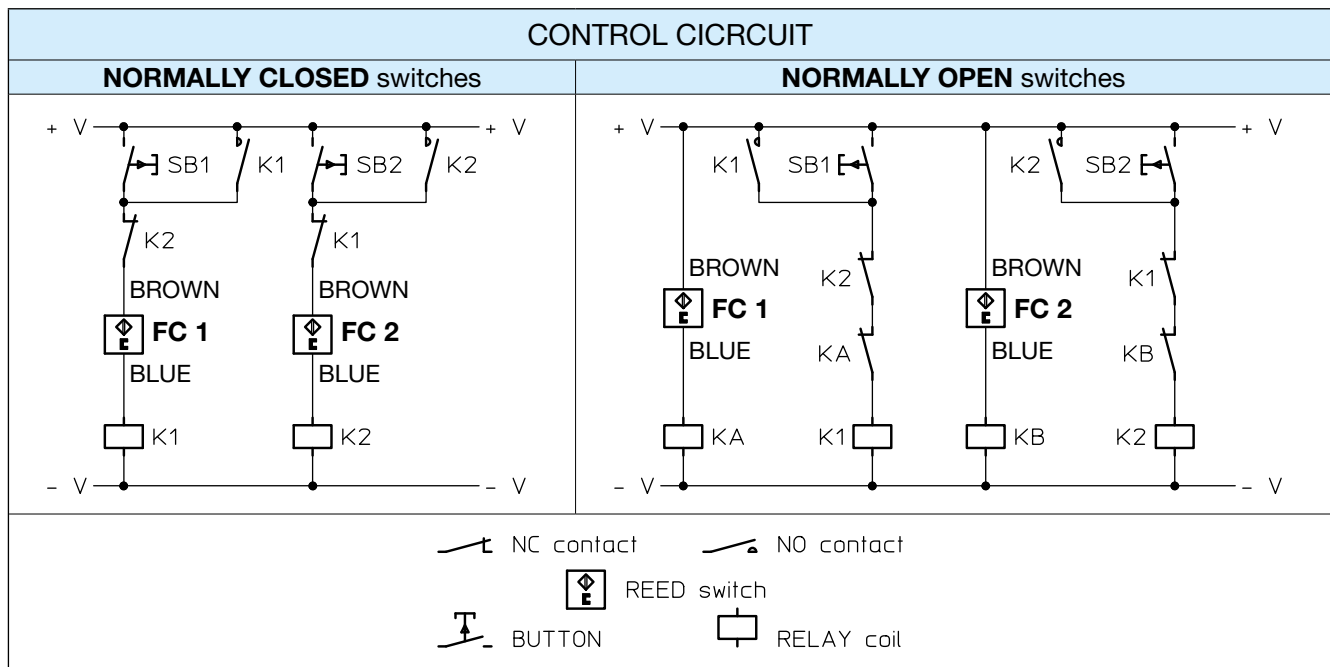 CONTROL CICRCUIT
NORMALLY CLOSED switches
NORMALLY OPEN switches
+ V + V
SB1 K1 SB2 K2
K2 K1
BROWN BROWN
FC 1 FC 2
BLUE BLUE
K1 K2
- V - V
+ V + V
K1 SB1 K2 SB2
BROWN K2 BROWN K1
FC 1 FC 2
BLUE KA BLUE KB
KA K1 KB K2
- V - V
NC contact NO contact
REED switch
BUTTON RELAY coil